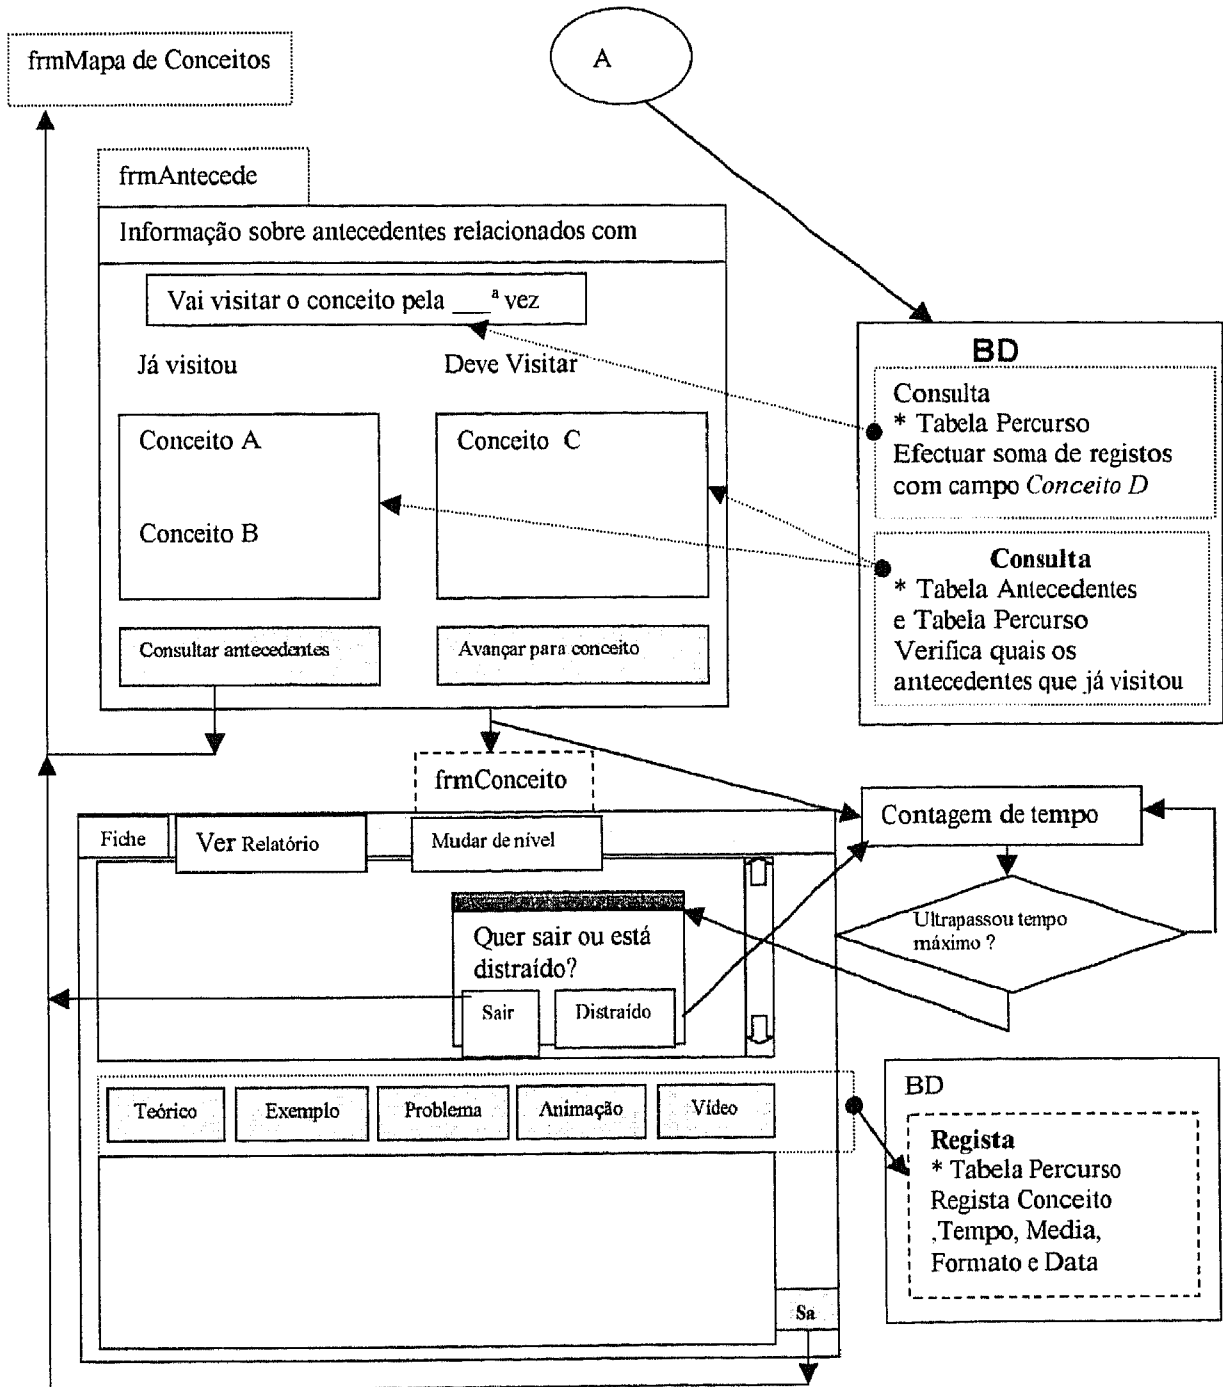 frmMapa de Conceitos
A
frmAntecede
Informação sobre antecedentes relacionados com
Vai visitar o conceito pela ___ª vez
Já visitou
Deve Visitar
Conceito A
Conceito B
Conceito C
Consultar antecedentes
Avançar para conceito
BD
Consulta
* Tabela Percurso
Efectuar soma de registos
com campo Conceito D
Consulta
* Tabela Antecedentes
e Tabela Percurso
Verifica quais os
antecedentes que já visitou
frmConceito
Fiche
Ver Relatório
Mudar de nível
Contagem de tempo
Ultrapassou tempo
máximo ?
Quer sair ou está
distraído?
Sair
Distraído
Teórico
Exemplo
Problema
Animação
Vídeo
BD
Regista
* Tabela Percurso
Regista Conceito
,Tempo, Media,
Formato e Data
Sa